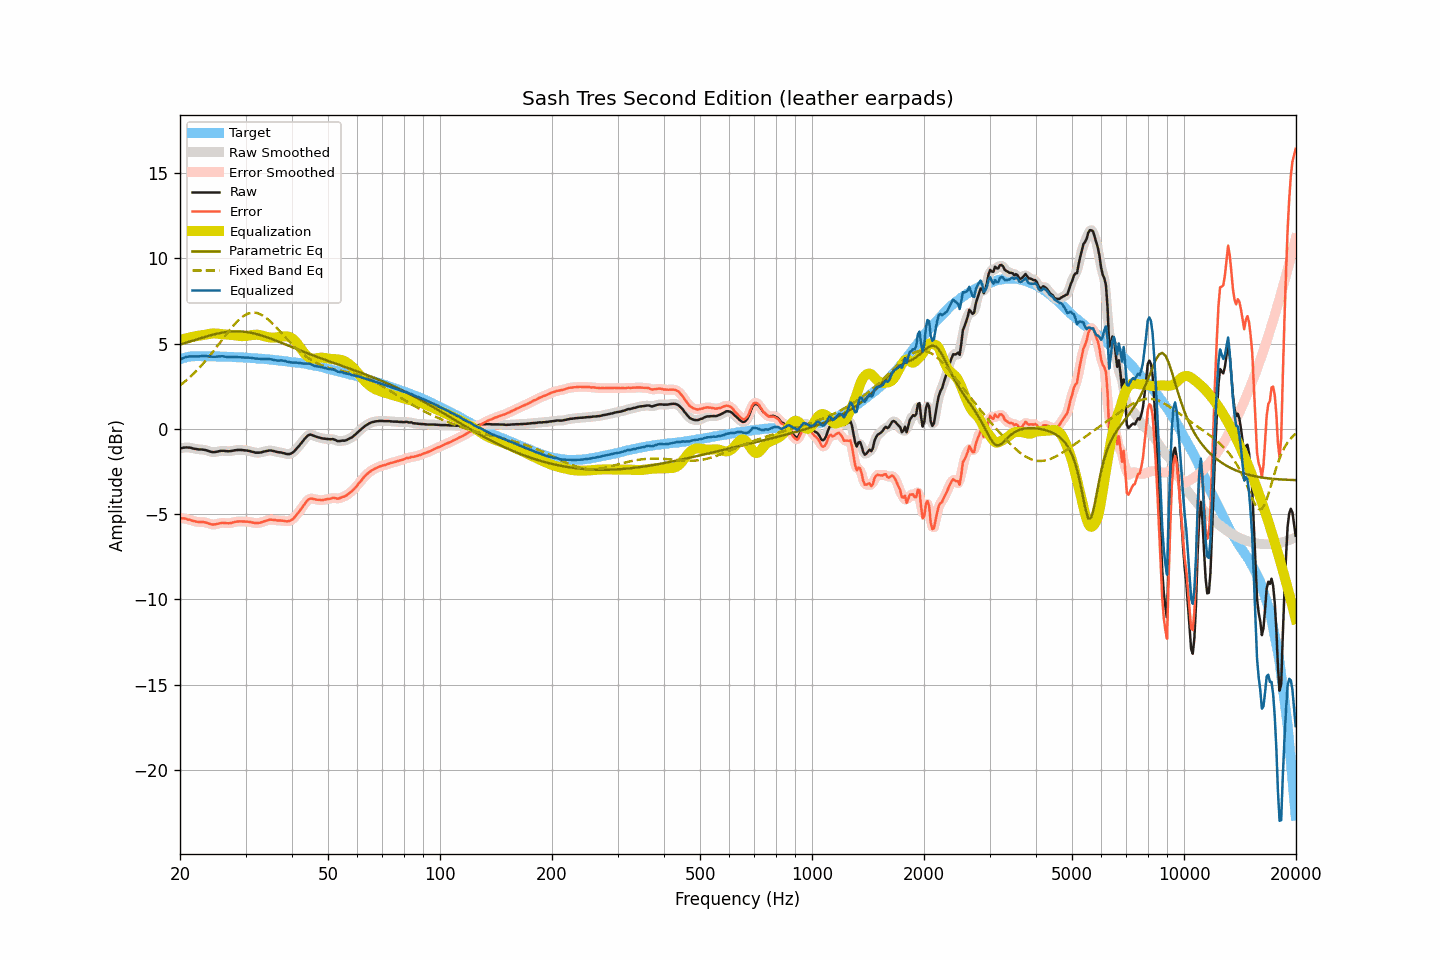 Sash Tres Second Edition (leather earpads)
Target
Raw Smoothed
Error Smoothed
Raw
Error
Equalization
Parametric Eq
Fixed Band Eq
Equalized
15
10
5
0
−5
−10
−15
−20
Amplitude (dBr)
20 50 100 200 500 1000 2000 5000 10000 20000
Frequency (Hz)